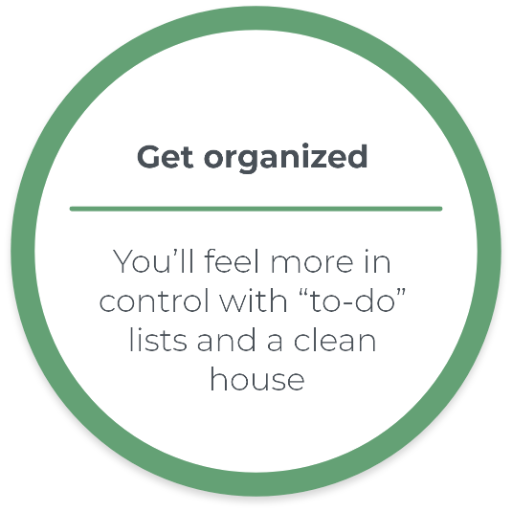 Get organized
You’ll feel more in
control with “to-do”
lists and a clean
house